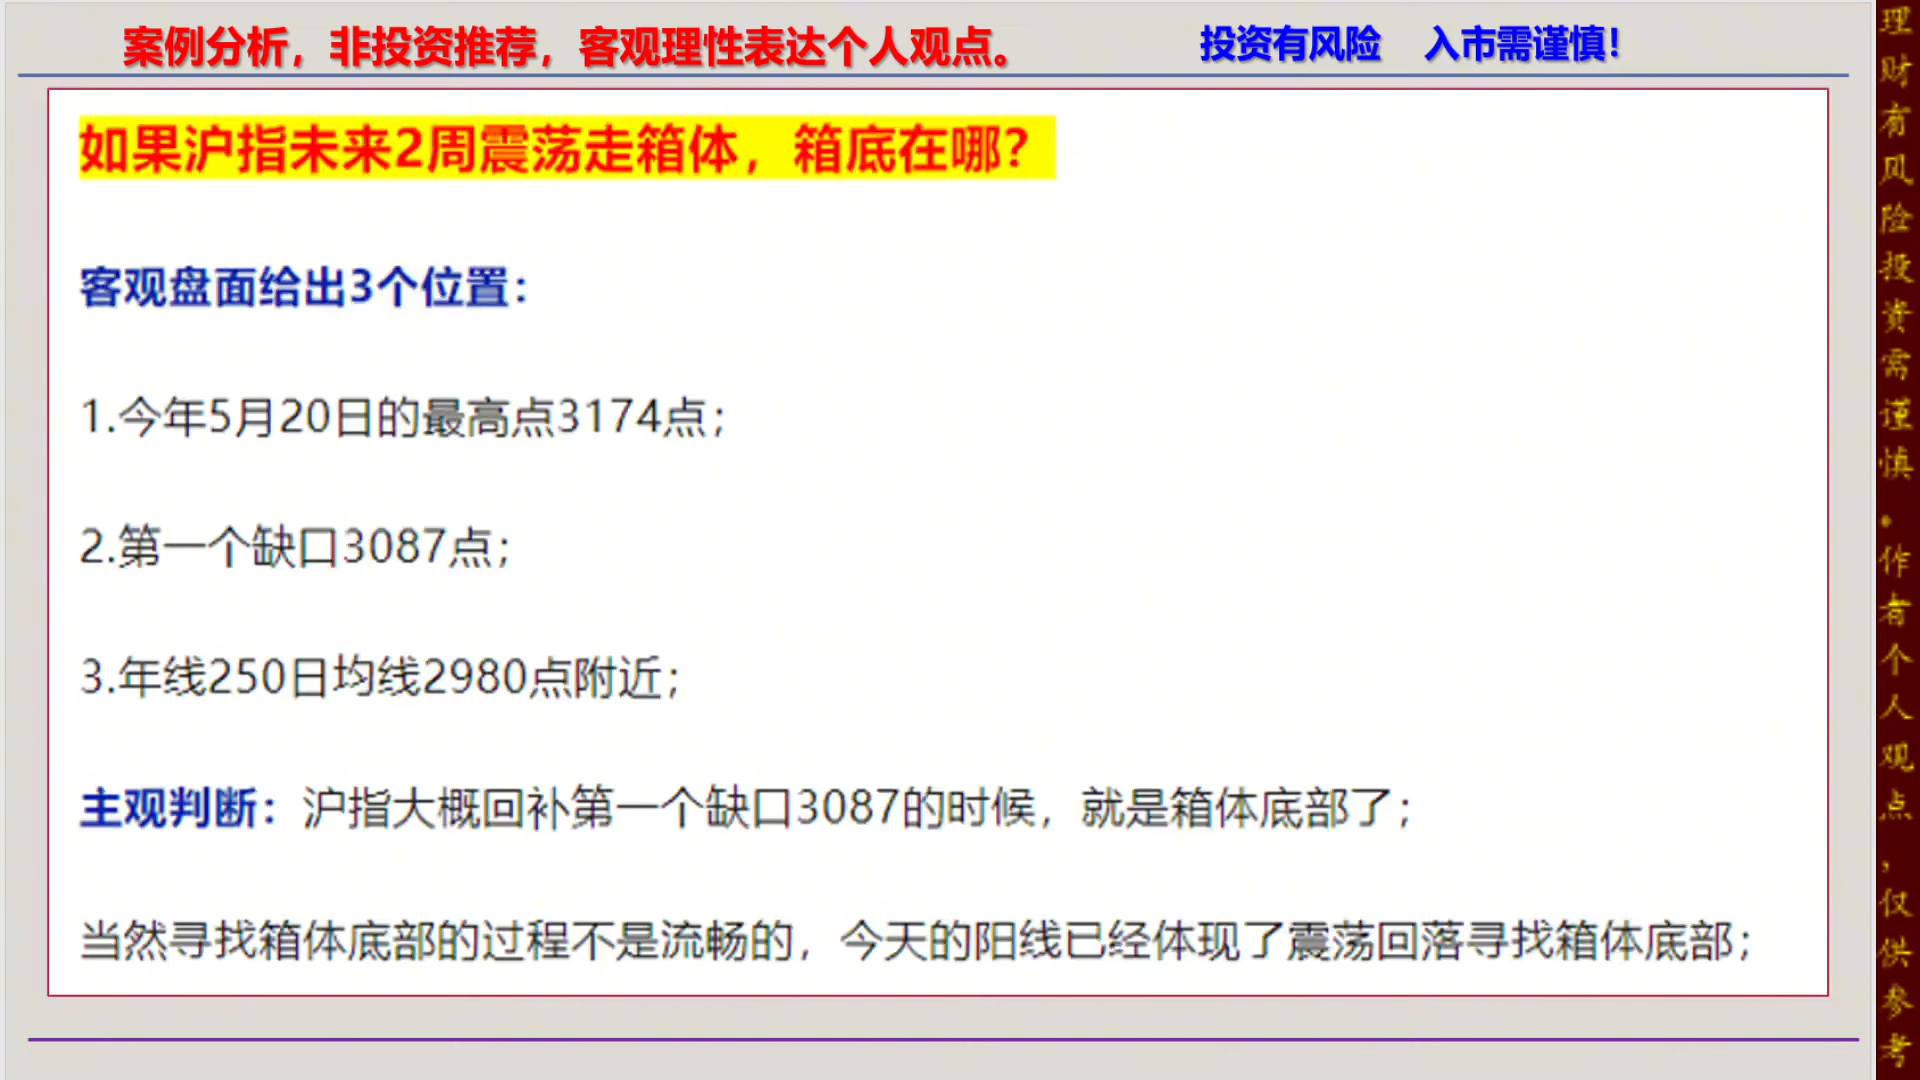 案例分析，非投资推荐，客观理性表达个人观点。
投资有风险 入市需谨慎！
如果沪指未来2周震荡走箱体，箱底在哪？
客观盘面给出3个位置：
1.今年5月20日的最高点3174点；
2.第一个缺口3087点；
3.年线250日均线2980点附近；
主观判断：沪指大概回补第一个缺口3087的时候，就是箱体底部了；
当然寻找箱体底部的过程不是流畅的，今天的阳线已经体现了震荡回落寻找箱体底部；
理财有风险投资需谨慎。作者个人观点，仅供参考